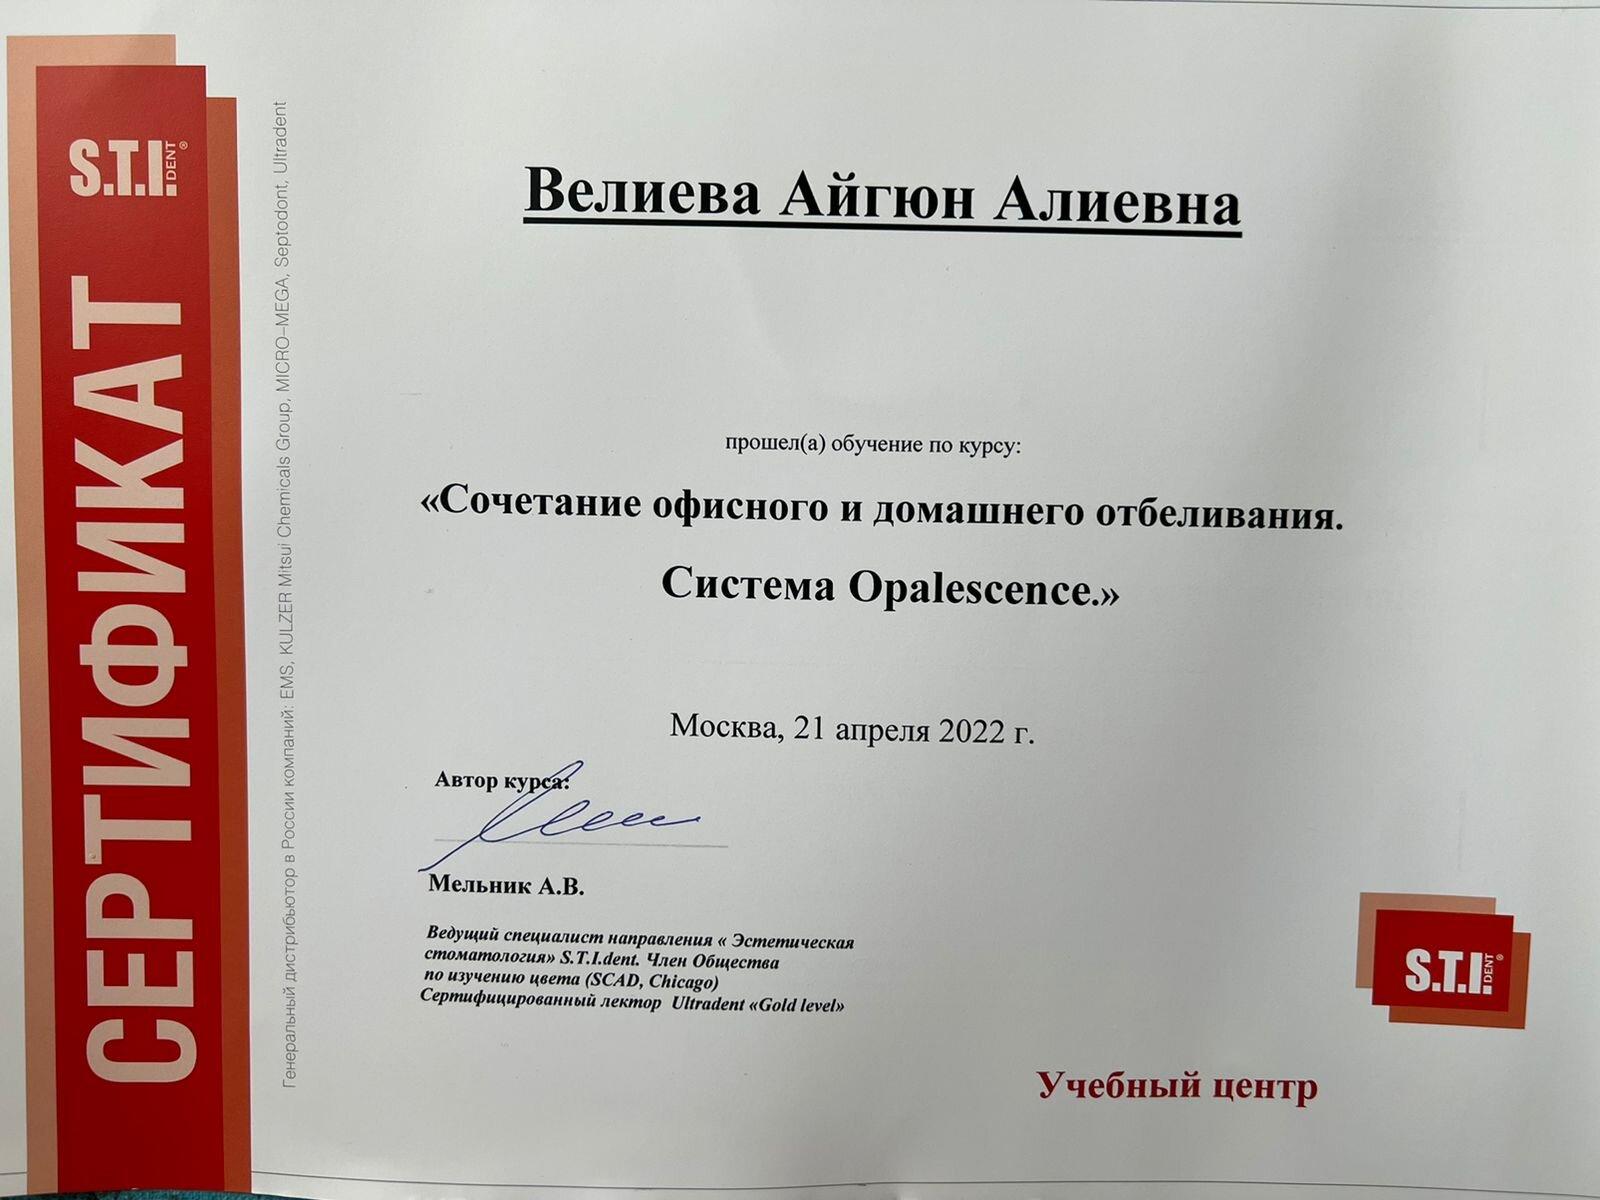 S.T.I.DENT®
СЕРТИФИКАТ
Генеральный дистрибьютор в России компаний: EMS, KULZER Mitsui Chemicals Group, MICRO–MEGA, Septodont, Ultradent
Велиева Айгюн Алиевна
прошел(а) обучение по курсу:
«Сочетание офисного и домашнего отбеливания.
Система Opalescence.»
Москва, 21 апреля 2022 г.
Автор курса:
Мельник А.В.
Ведущий специалист направления « Эстетическая
стоматология» S.T.I.dent. Член Общества
по изучению цвета (SCAD, Chicago)
Сертифицированный лектор Ultradent «Gold level»
S.T.I.DENT®
Учебный центр